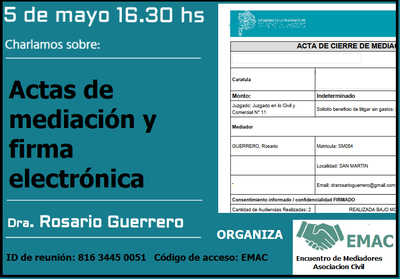 5 de mayo 16.30 hs
Charlamos sobre:
Actas de
mediación y
firma
electrónica
Dra. Rosario Guerrero
ID de reunión: 816 3445 0051 Código de acceso: EMAC
ACTA DE CIERRE DE MEDIAC
Caratula
Monto: Indeterminado
Juzgado: Juzgado en lo Civil y Comercial N° 11
Solicito beneficio de litigar sin gastos:
Mediador
GUERRERO, Rosario
Matricula: SM054
Localidad: SAN MARTIN
Email: drarosarioguerrero@gmail.com
Consentimiento informado / confidencialidad FIRMADO
Cantidad de Audiencias Realizadas: 2
REALIZADA BAJO MO
ORGANIZA
EMAC
Encuentro de Mediadores
Asociacion Civil